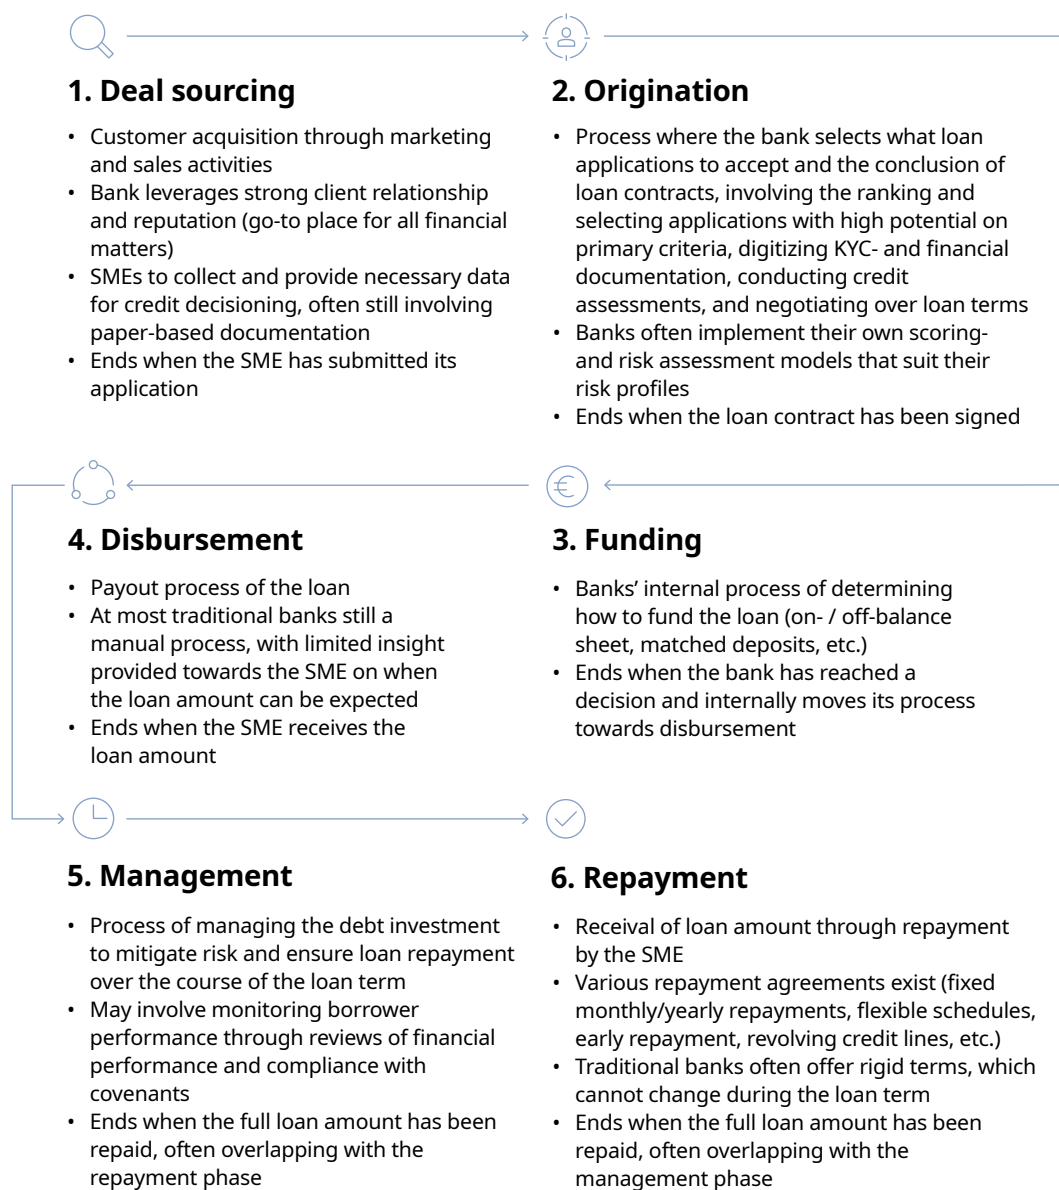 1. Deal sourcing
• Customer acquisition through marketing
and sales activities
• Bank leverages strong client relationship
and reputation (go-to place for all financial
matters)
• SMEs to collect and provide necessary data
for credit decisioning, often still involving
paper-based documentation
• Ends when the SME has submitted its
application
2. Origination
• Process where the bank selects what loan
applications to accept and the conclusion of
loan contracts, involving the ranking and
selecting applications with high potential on
primary criteria, digitizing KYC- and financial
documentation, conducting credit
assessments, and negotiating over loan terms
• Banks often implement their own scoring-
and risk assessment models that suit their
risk profiles
• Ends when the loan contract has been signed
3. Funding
• Banks’ internal process of determining
how to fund the loan (on- / off-balance
sheet, matched deposits, etc.)
• Ends when the bank has reached a
decision and internally moves its process
towards disbursement
4. Disbursement
• Payout process of the loan
• At most traditional banks still a
manual process, with limited insight
provided towards the SME on when
the loan amount can be expected
• Ends when the SME receives the
loan amount
5. Management
• Process of managing the debt investment
to mitigate risk and ensure loan repayment
over the course of the loan term
• May involve monitoring borrower
performance through reviews of financial
performance and compliance with
covenants
• Ends when the full loan amount has been
repaid, often overlapping with the
repayment phase
6. Repayment
• Receival of loan amount through repayment
by the SME
• Various repayment agreements exist (fixed
monthly/yearly repayments, flexible schedules,
early repayment, revolving credit lines, etc.)
• Traditional banks often offer rigid terms, which
cannot change during the loan term
• Ends when the full loan amount has been
repaid, often overlapping with the
management phase